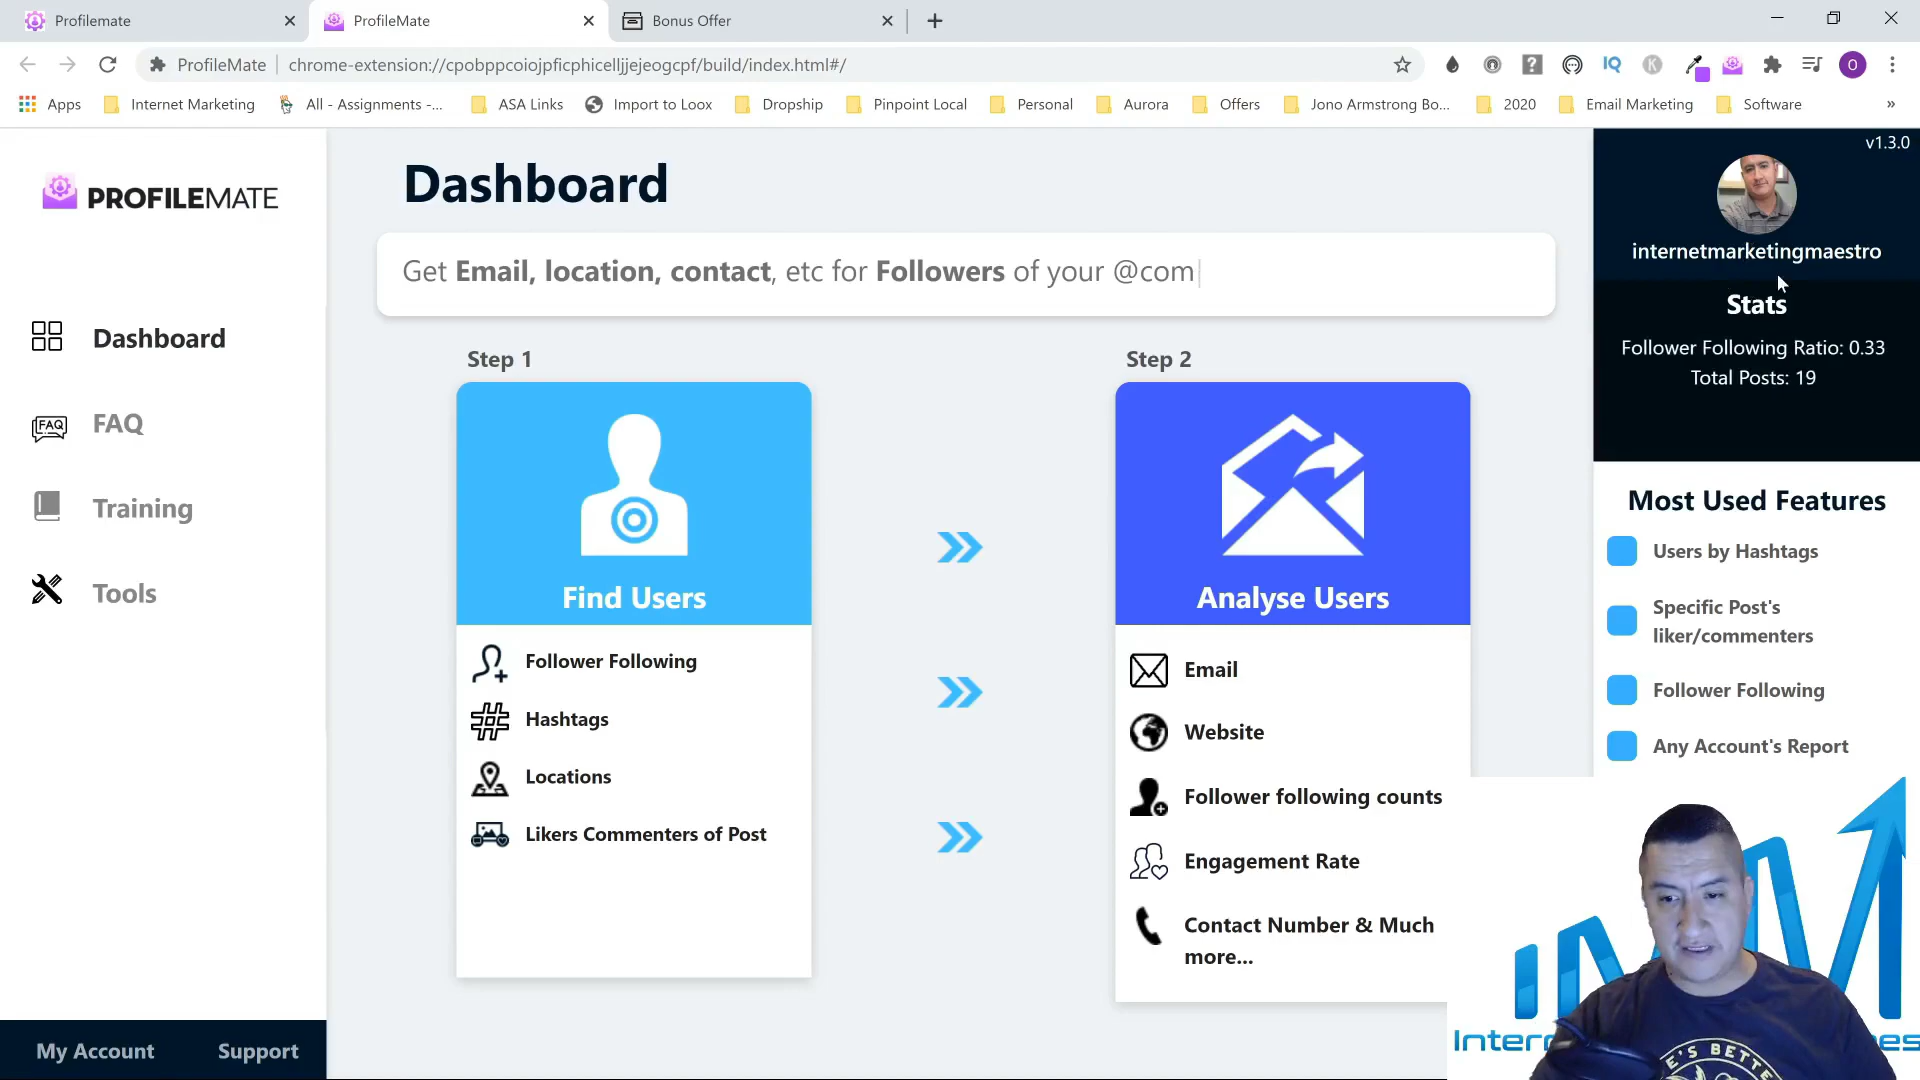 Profilemate
ProfileMate
Bonus Offer
ProfileMate
chrome-extension://cpobppcoiojpficphicelljjejeogcpf/build/index.html#/
IQ
K
O
Apps
Internet Marketing
All - Assignments -...
ASA Links
Import to Loox
Dropship
Pinpoint Local
Personal
Aurora
Offers
Jono Armstrong Bo...
2020
Email Marketing
Software
»
PROFILEMATE
Dashboard
FAQ
FAQ
Training
Tools
My Account
Support
Dashboard
Get Email, location, contact, etc for Followers of your @com
Step 1
Find Users
Follower Following
Hashtags
Locations
Likers Commenters of Post
Step 2
Analyse Users
Email
Website
Follower following counts
Engagement Rate
Contact Number & Much
more...
v1.3.0
internetmarketingmaestro
Stats
Follower Following Ratio: 0.33
Total Posts: 19
Most Used Features
Users by Hashtags
Specific Post's
liker/commenters
Follower Following
Any Account's Report